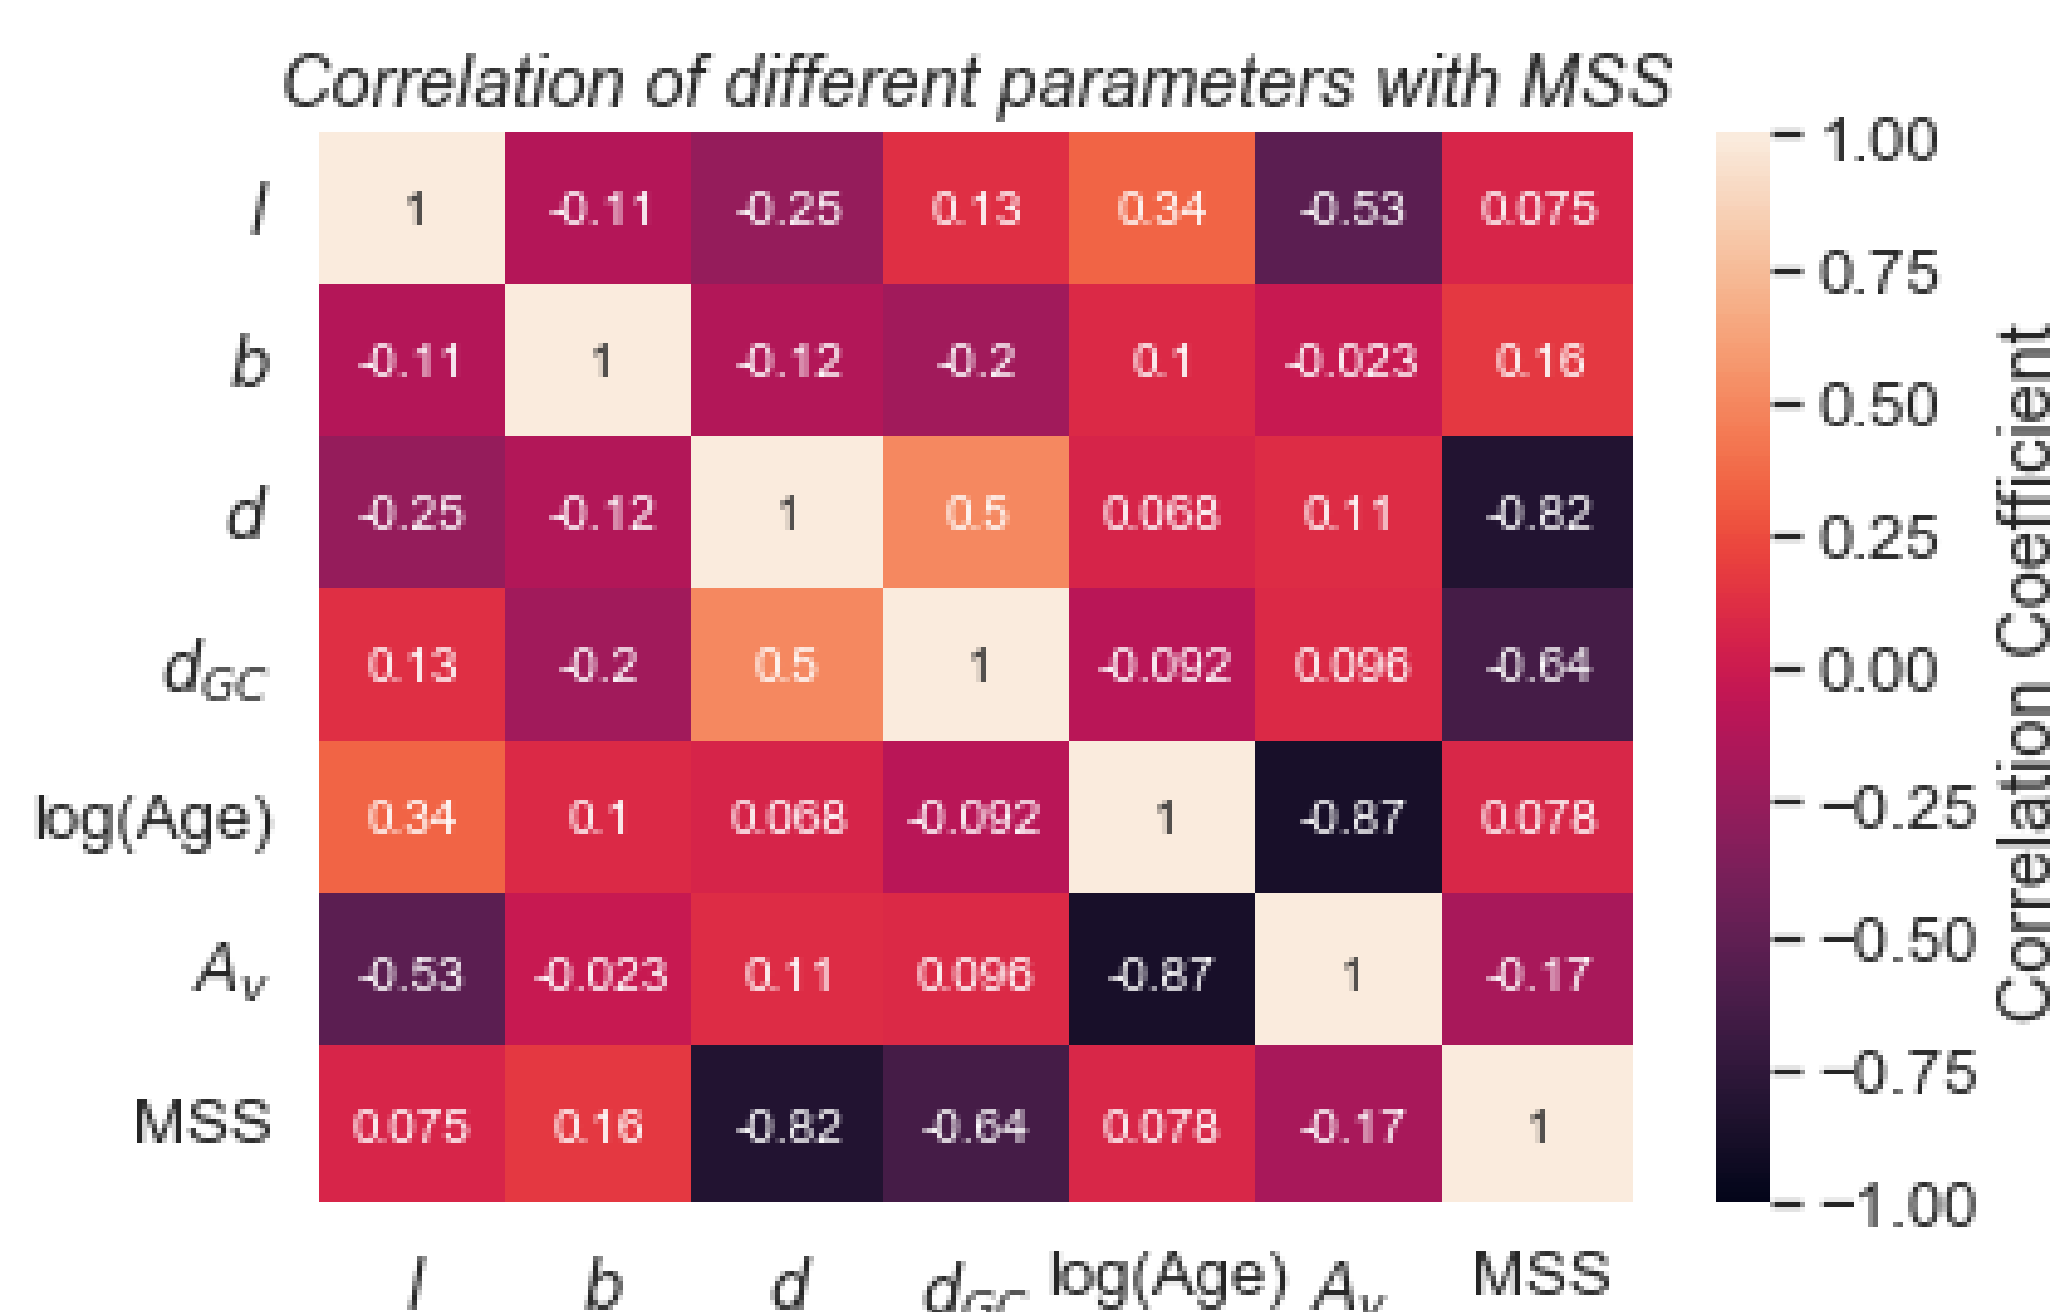 Correlation of different parameters with MSS
l 1 -0.11 -0.25 0.13 0.34 -0.53 0.075
b -0.11 1 -0.12 -0.2 0.1 -0.023 0.16
d -0.25 -0.12 1 0.5 0.068 0.11 -0.82
d_GC 0.13 -0.2 0.5 1 -0.092 0.096 -0.64
log(Age) 0.34 0.1 0.068 -0.092 1 -0.87 0.078
A_v -0.53 -0.023 0.11 0.096 -0.87 1 -0.17
MSS 0.075 0.16 -0.82 -0.64 0.078 -0.17 1
l b d d_GC log(Age) A_v MSS
1.00
0.75
0.50
0.25
0.00
−0.25
−0.50
−0.75
−1.00
Correlation Coefficient